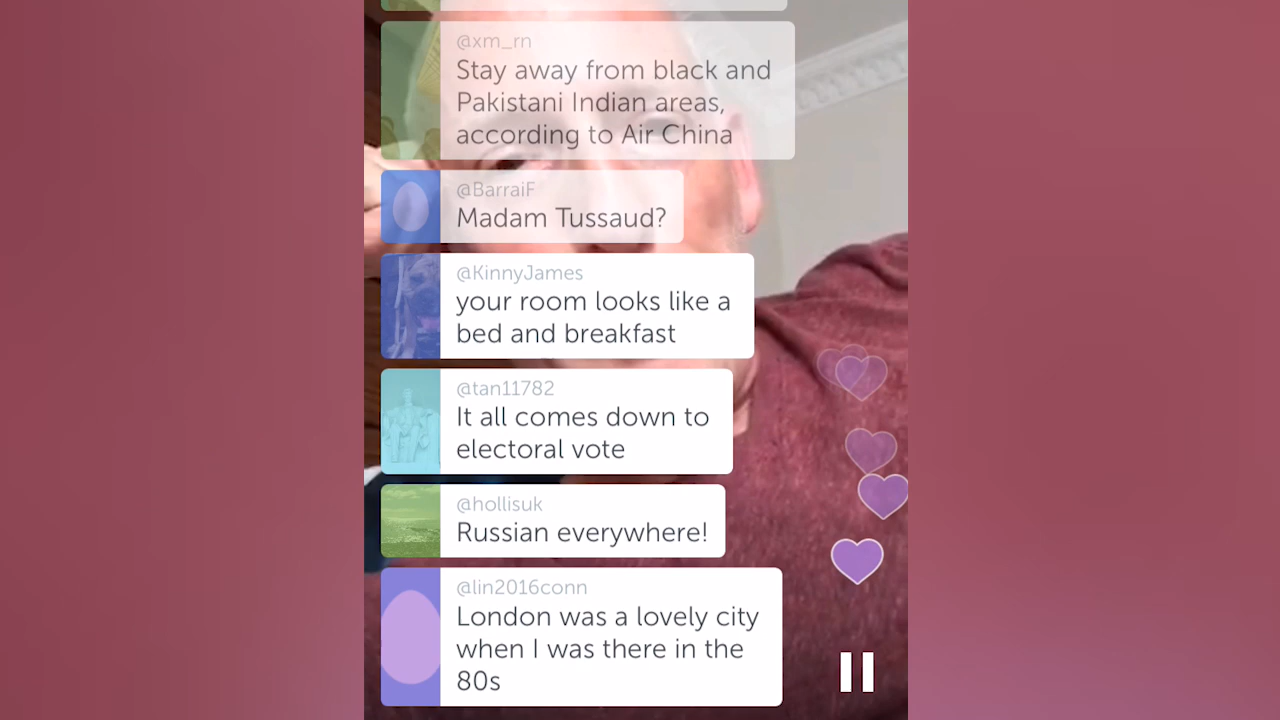 @xm_rn
Stay away from black and
Pakistani Indian areas,
according to Air China
@BarraiF
Madam Tussaud?
@KinnyJames
your room looks like a
bed and breakfast
@tan11782
It all comes down to
electoral vote
@hollisuk
Russian everywhere!
@lin2016conn
London was a lovely city
when I was there in the
80s